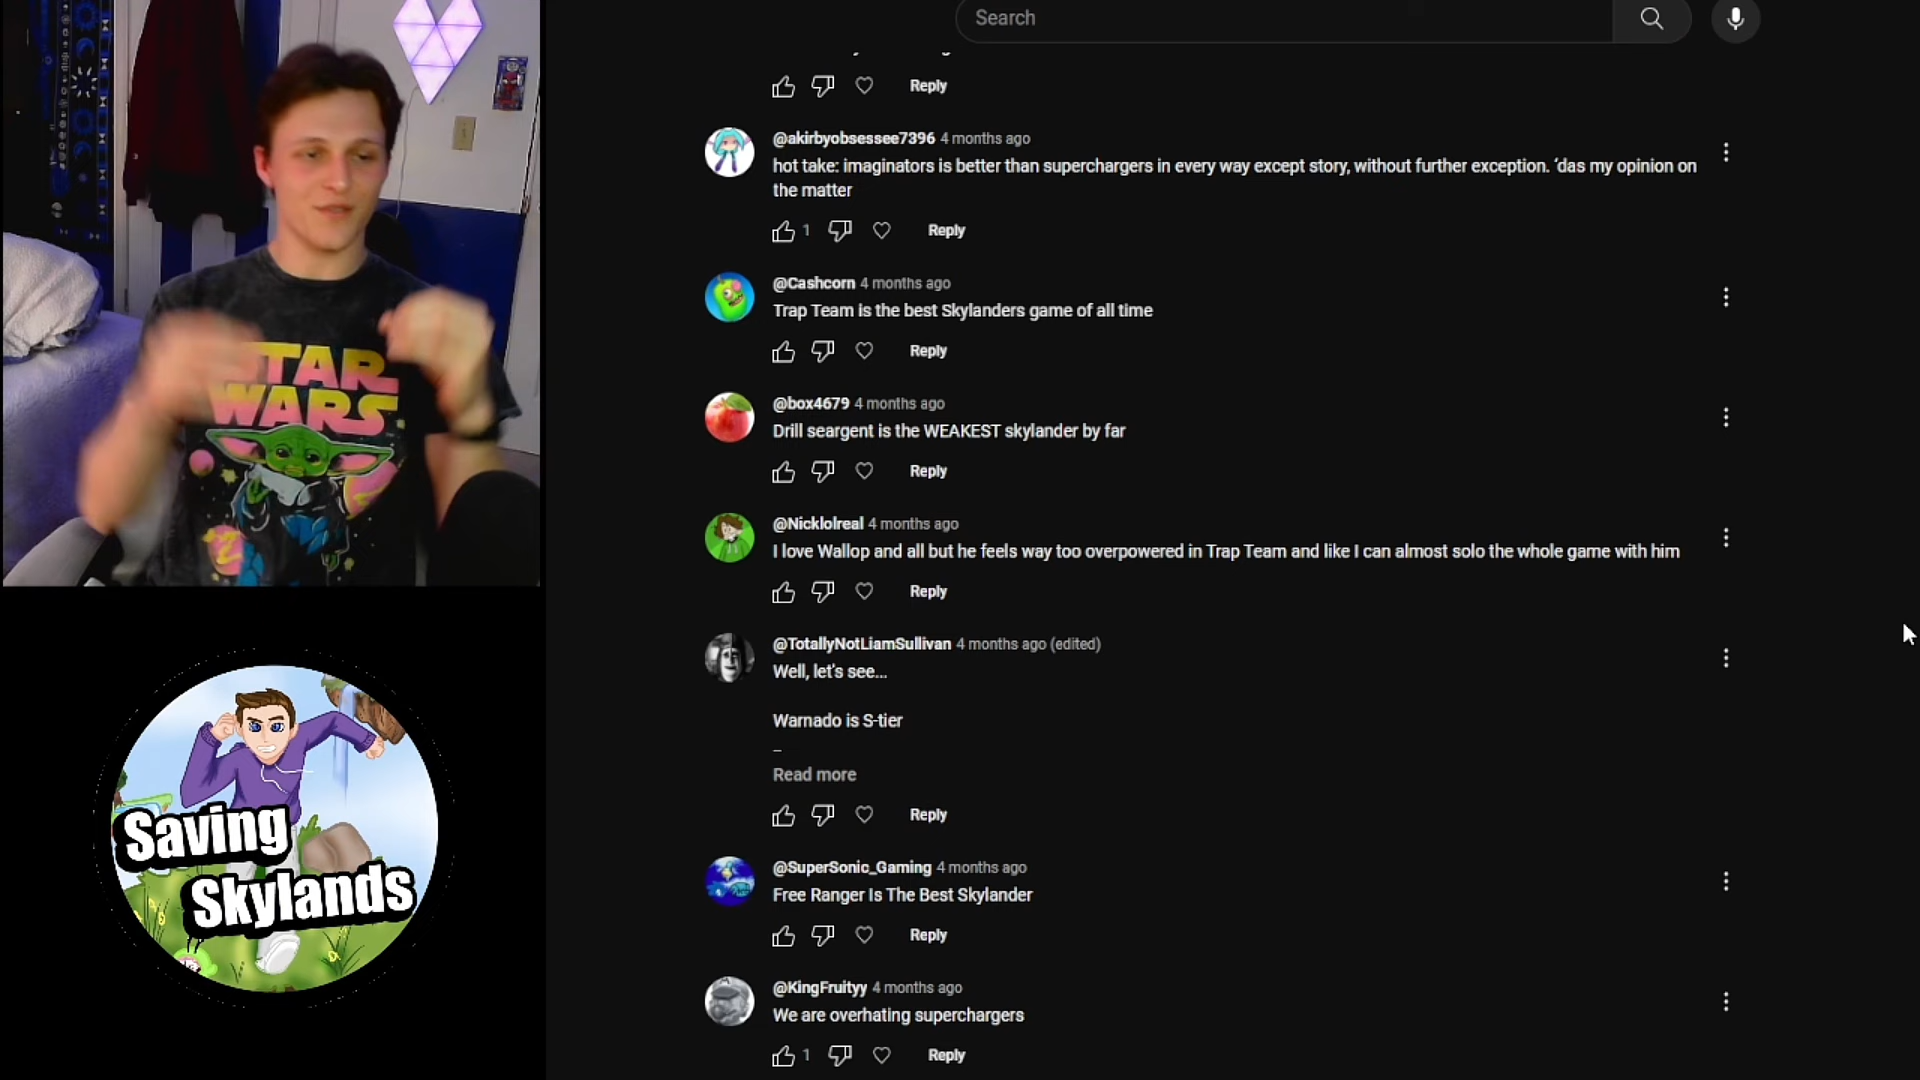 Search
Reply
@akirbyobsessee7396 4 months ago
hot take: imaginators is better than superchargers in every way except story, without further exception. ‘das my opinion on
the matter
1 Reply
@Cashcorn 4 months ago
Trap Team is the best Skylanders game of all time
Reply
@box4679 4 months ago
Drill seargent is the WEAKEST skylander by far
Reply
@Nicklolreal 4 months ago
I love Wallop and all but he feels way too overpowered in Trap Team and like I can almost solo the whole game with him
Reply
@TotallyNotLiamSullivan 4 months ago (edited)
Well, let's see...
Warnado is S-tier
_
Read more
Reply
@SuperSonic_Gaming 4 months ago
Free Ranger Is The Best Skylander
Reply
@KingFruityy 4 months ago
We are overhating superchargers
1 Reply
STAR
WARS
Saving
Skylands